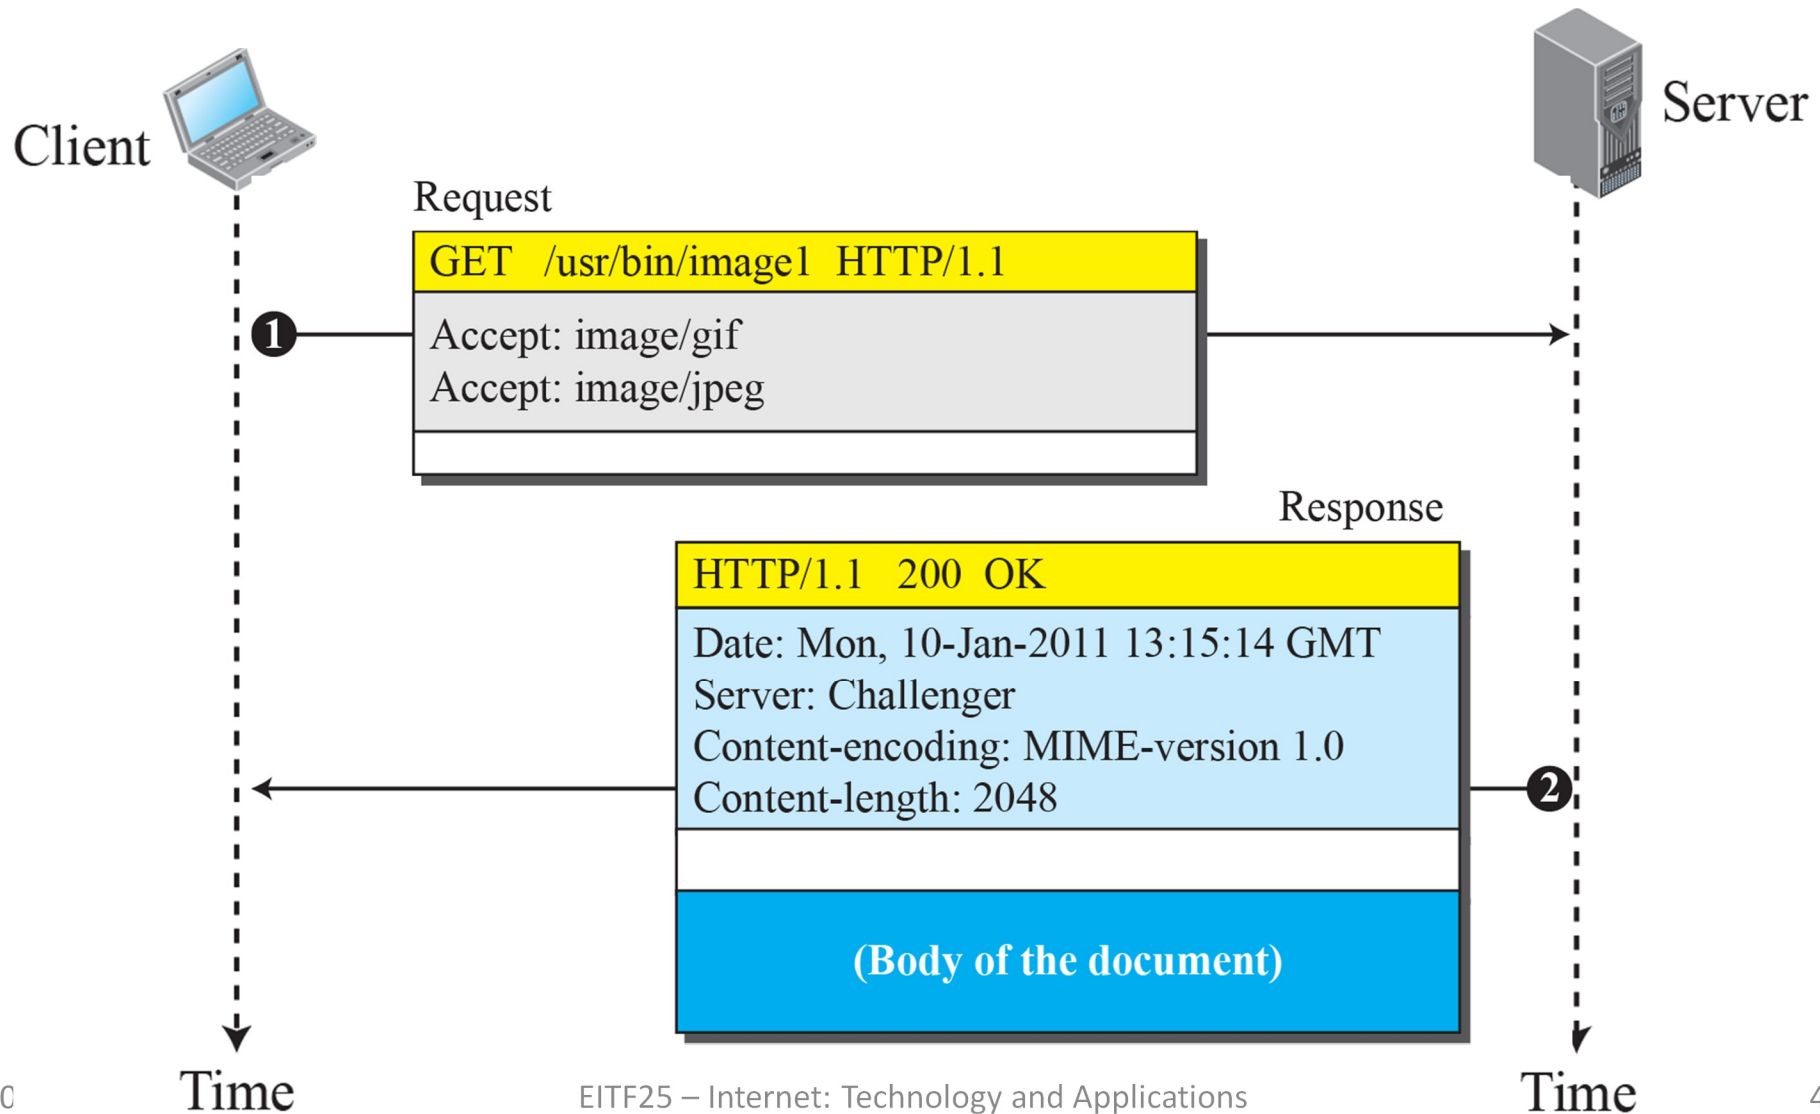 Client
Server
Request
GET /usr/bin/image1 HTTP/1.1
1
Accept: image/gif
Accept: image/jpeg
Response
HTTP/1.1 200 OK
Date: Mon, 10-Jan-2011 13:15:14 GMT
Server: Challenger
Content-encoding: MIME-version 1.0
Content-length: 2048
2
(Body of the document)
Time
EITF25 – Internet: Technology and Applications
Time